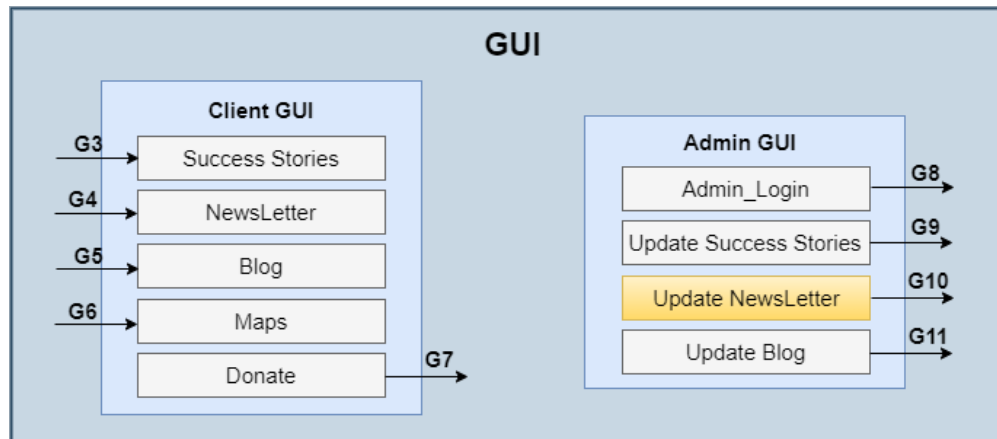 GUI
Client GUI
G3
Success Stories
G4
NewsLetter
G5
Blog
G6
Maps
Donate
G7
Admin GUI
Admin_Login
G8
Update Success Stories
G9
Update NewsLetter
G10
Update Blog
G11